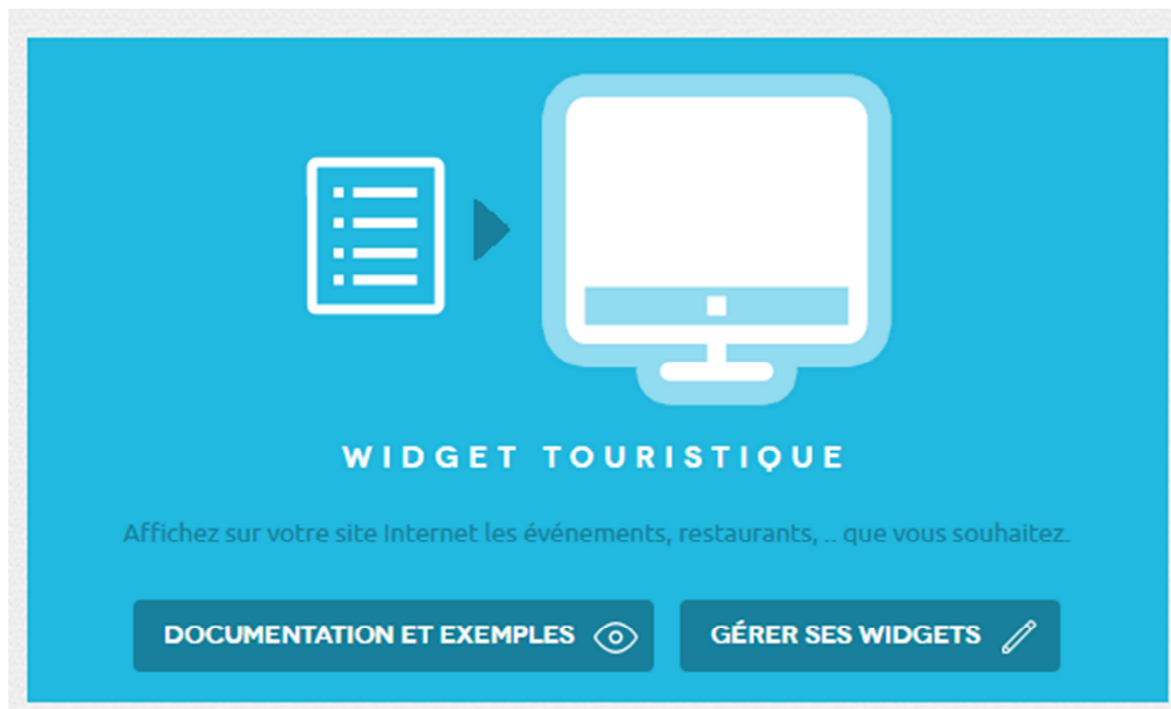 WIDGET TOURISTIQUE
Affichez sur votre site Internet les événements, restaurants, .. que vous souhaitez.
DOCUMENTATION ET EXEMPLES
GÉRER SES WIDGETS